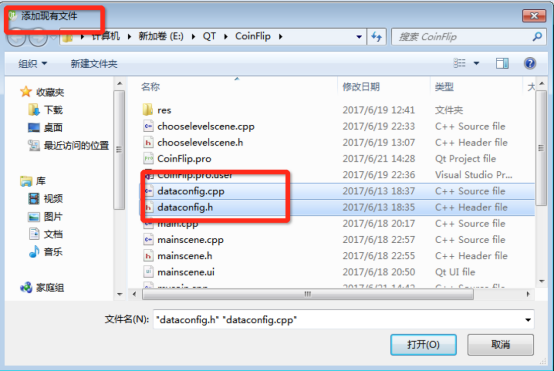 添加现有文件
计算机 ▸ 新加卷 (E:) ▸ QT ▸ CoinFlip ▸
搜索 CoinFlip
组织 ▼ 新建文件夹
收藏夹
下载
桌面
最近访问的位置
库
视频
图片
文档
音乐
家庭组
名称 修改日期 类型
res 2017/6/19 12:41 文件夹
chooselevelscene.cpp 2017/6/19 22:33 C++ Source file
chooselevelscene.h 2017/6/19 13:07 C++ Header file
CoinFlip.pro 2017/6/21 14:28 Qt Project file
CoinFlip.pro.user 2017/6/19 22:36 Visual Studio Pr...
dataconfig.cpp 2017/6/13 18:37 C++ Source file
dataconfig.h 2017/6/13 18:35 C++ Header file
main.cpp 2017/6/18 20:17 C++ Source file
mainscene.cpp 2017/6/18 22:57 C++ Source file
mainscene.h 2017/6/18 22:55 C++ Header file
mainscene.ui 2017/6/18 20:50 Qt UI file
文件名(N): "dataconfig.h" "dataconfig.cpp"
打开(O) 取消